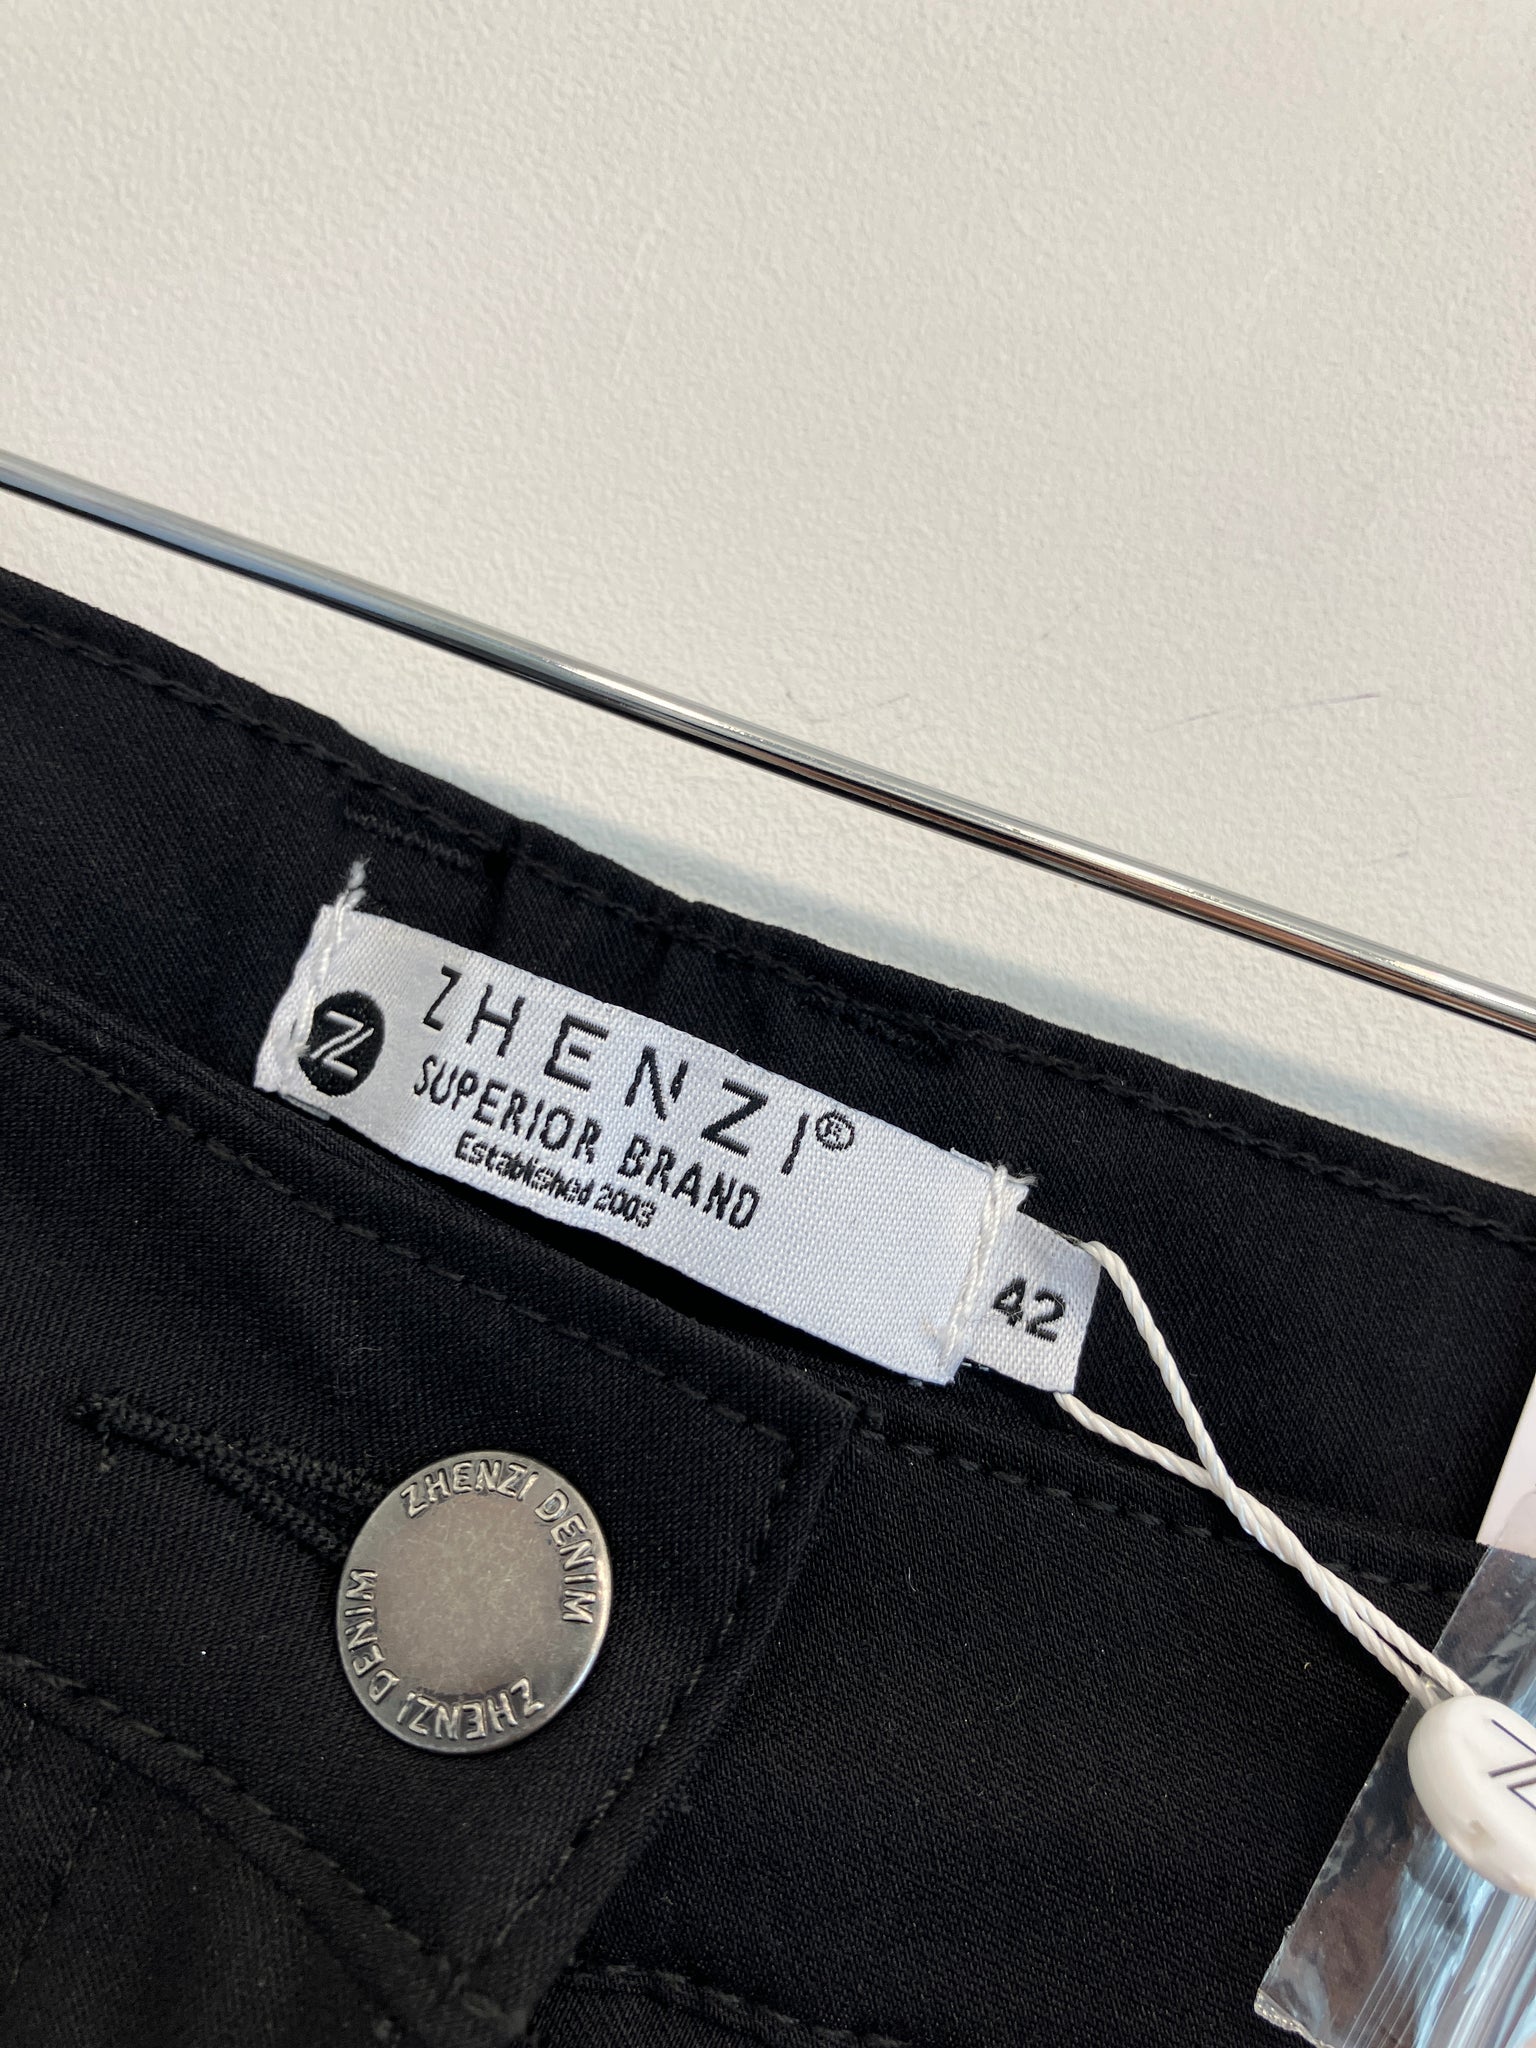 Z
ZHENZI®
SUPERIOR BRAND
Established 2003
42
ZHENZI DENIM
ZHENZI DENIM
Z